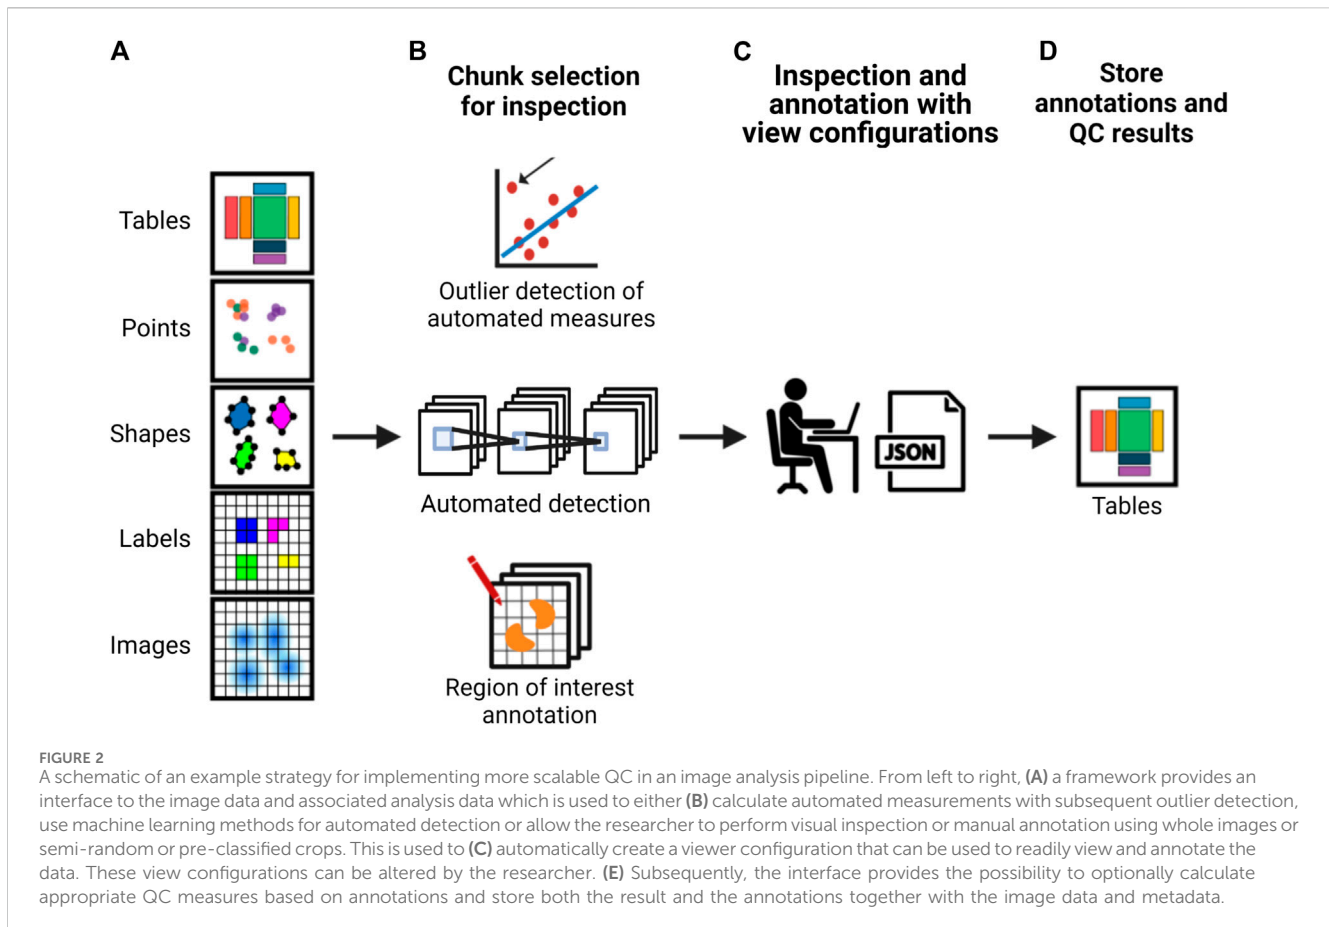 A
B
Chunk selection
for inspection
C
Inspection and
annotation with
view configurations
D
Store
annotations and
QC results
Tables
Points
Shapes
Labels
Images
Outlier detection of
automated measures
Automated detection
Region of interest
annotation
JSON
Tables
FIGURE 2
A schematic of an example strategy for implementing more scalable QC in an image analysis pipeline. From left to right, (A) a framework provides an
interface to the image data and associated analysis data which is used to either (B) calculate automated measurements with subsequent outlier detection,
use machine learning methods for automated detection or allow the researcher to perform visual inspection or manual annotation using whole images or
semi-random or pre-classified crops. This is used to (C) automatically create a viewer configuration that can be used to readily view and annotate the
data. These view configurations can be altered by the researcher. (E) Subsequently, the interface provides the possibility to optionally calculate
appropriate QC measures based on annotations and store both the result and the annotations together with the image data and metadata.